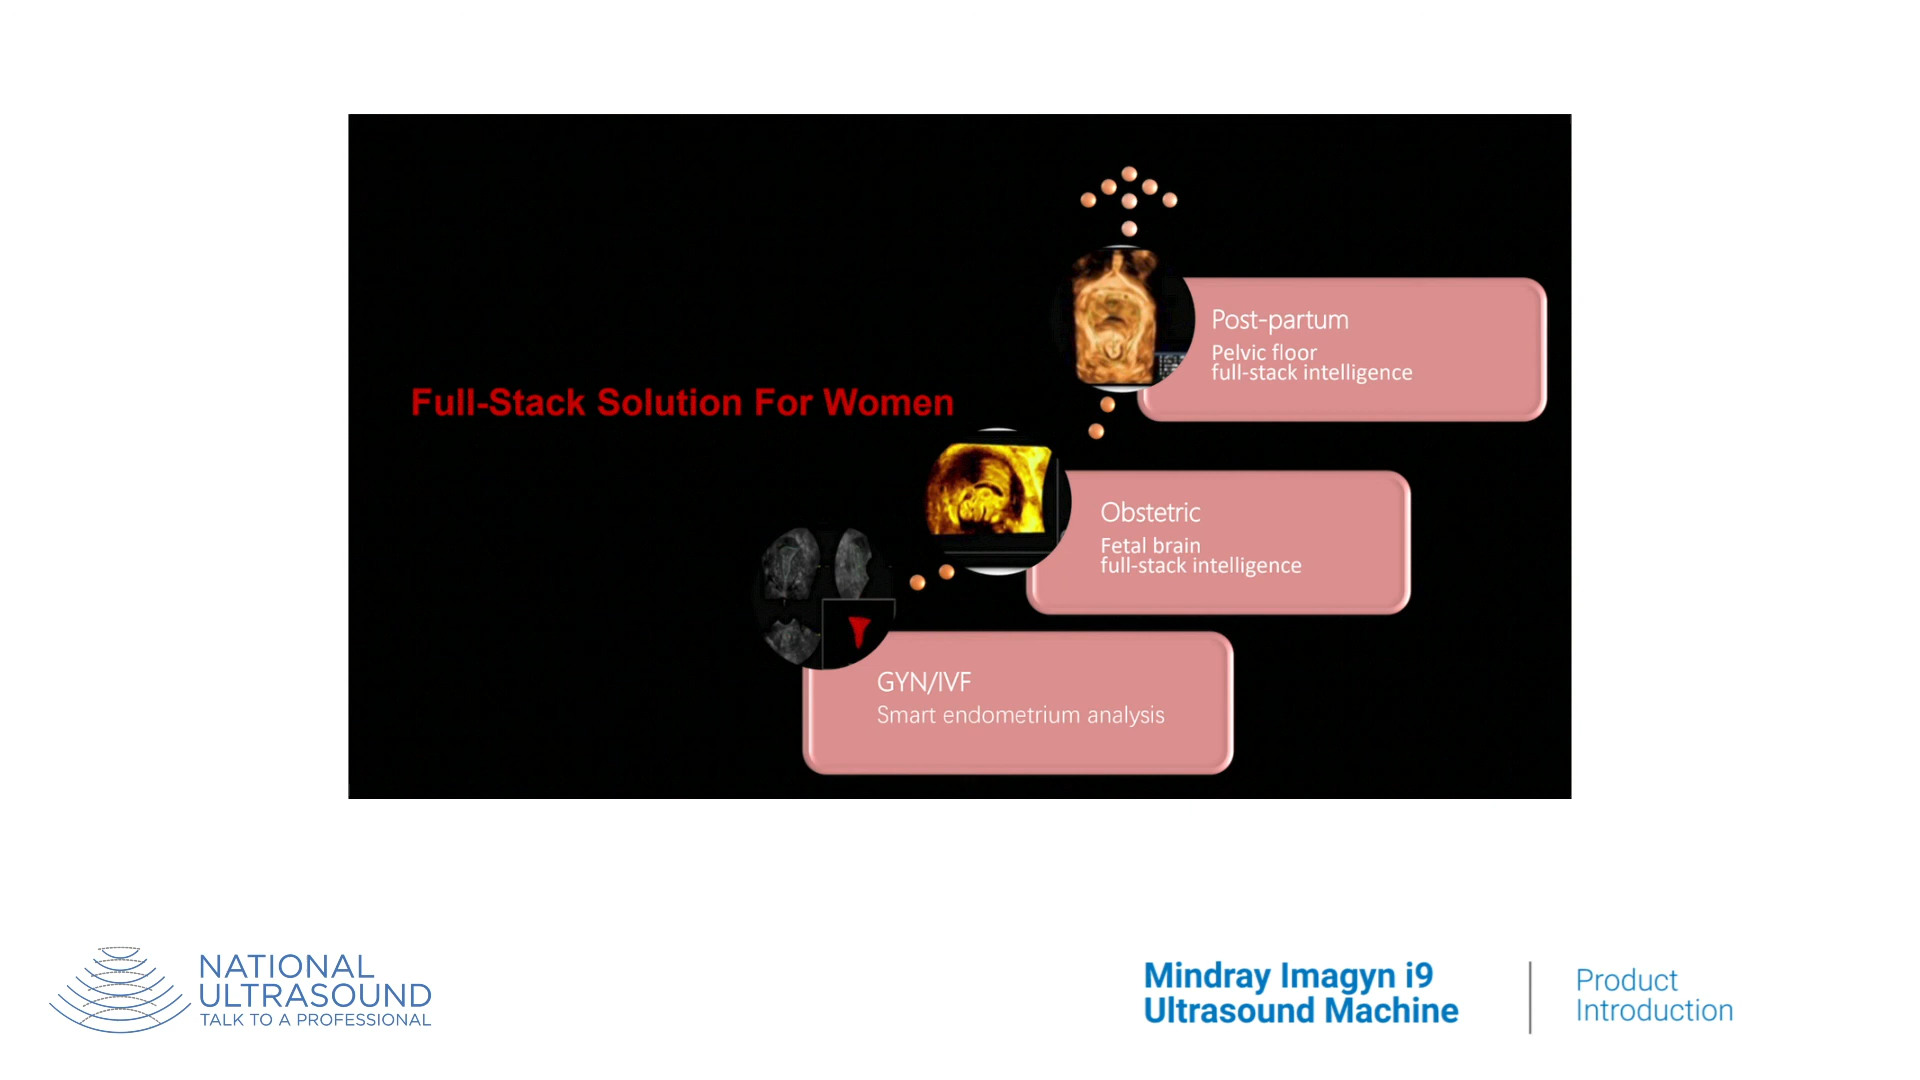 Full-Stack Solution For Women
Post-partum
Pelvic floor
full-stack intelligence
Obstetric
Fetal brain
full-stack intelligence
GYN/IVF
Smart endometrium analysis
NATIONAL
ULTRASOUND
TALK TO A PROFESSIONAL
Mindray Imagyn i9
Ultrasound Machine
Product
Introduction